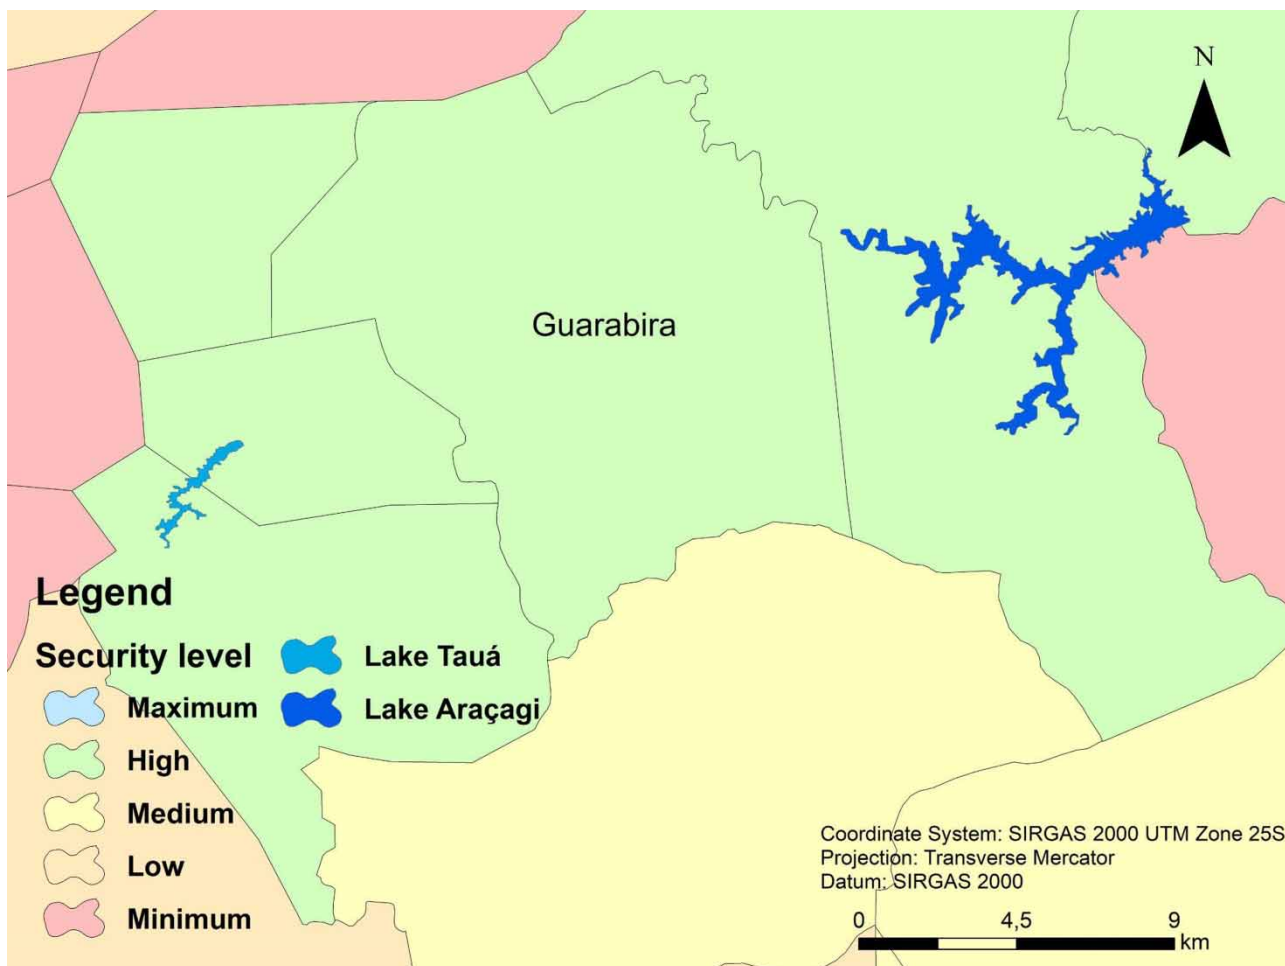 N
Guarabira
Legend
Security level
Maximum
High
Medium
Low
Minimum
Lake Tauá
Lake Araçagi
Coordinate System: SIRGAS 2000 UTM Zone 25S
Projection: Transverse Mercator
Datum: SIRGAS 2000
0 4,5 9
km